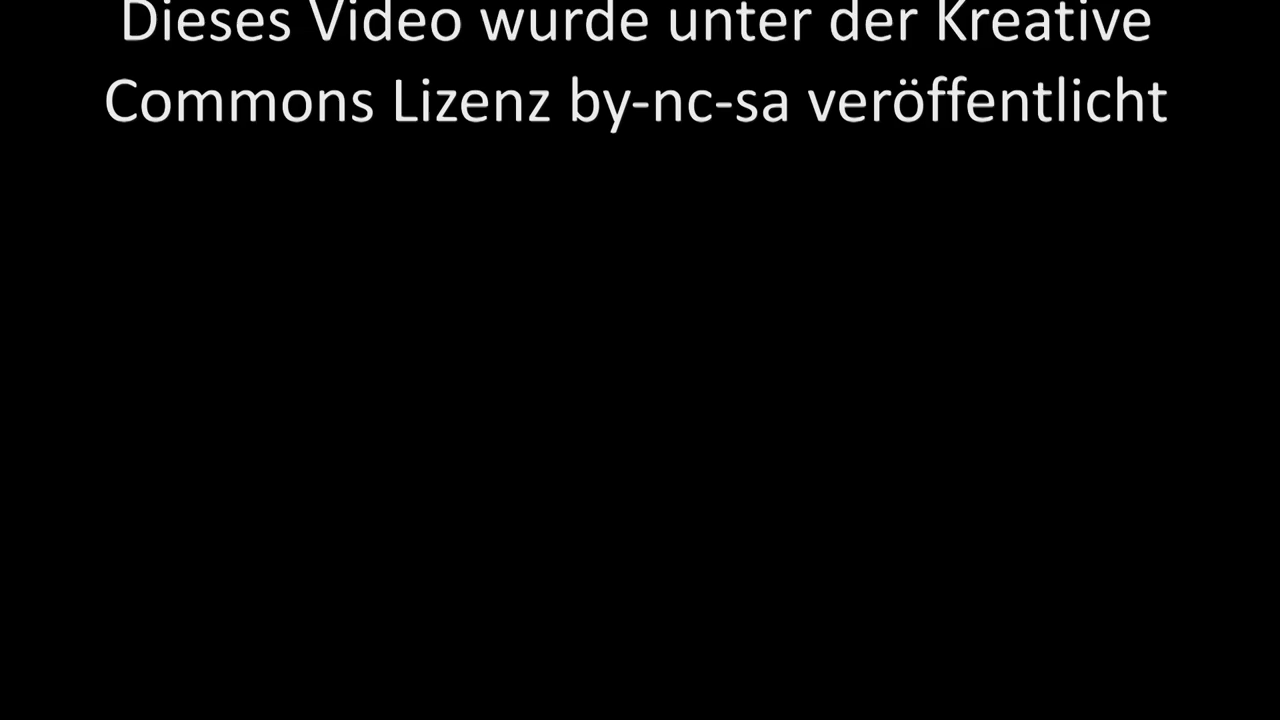 Dieses Video wurde unter der Kreative
Commons Lizenz by-nc-sa veröffentlicht